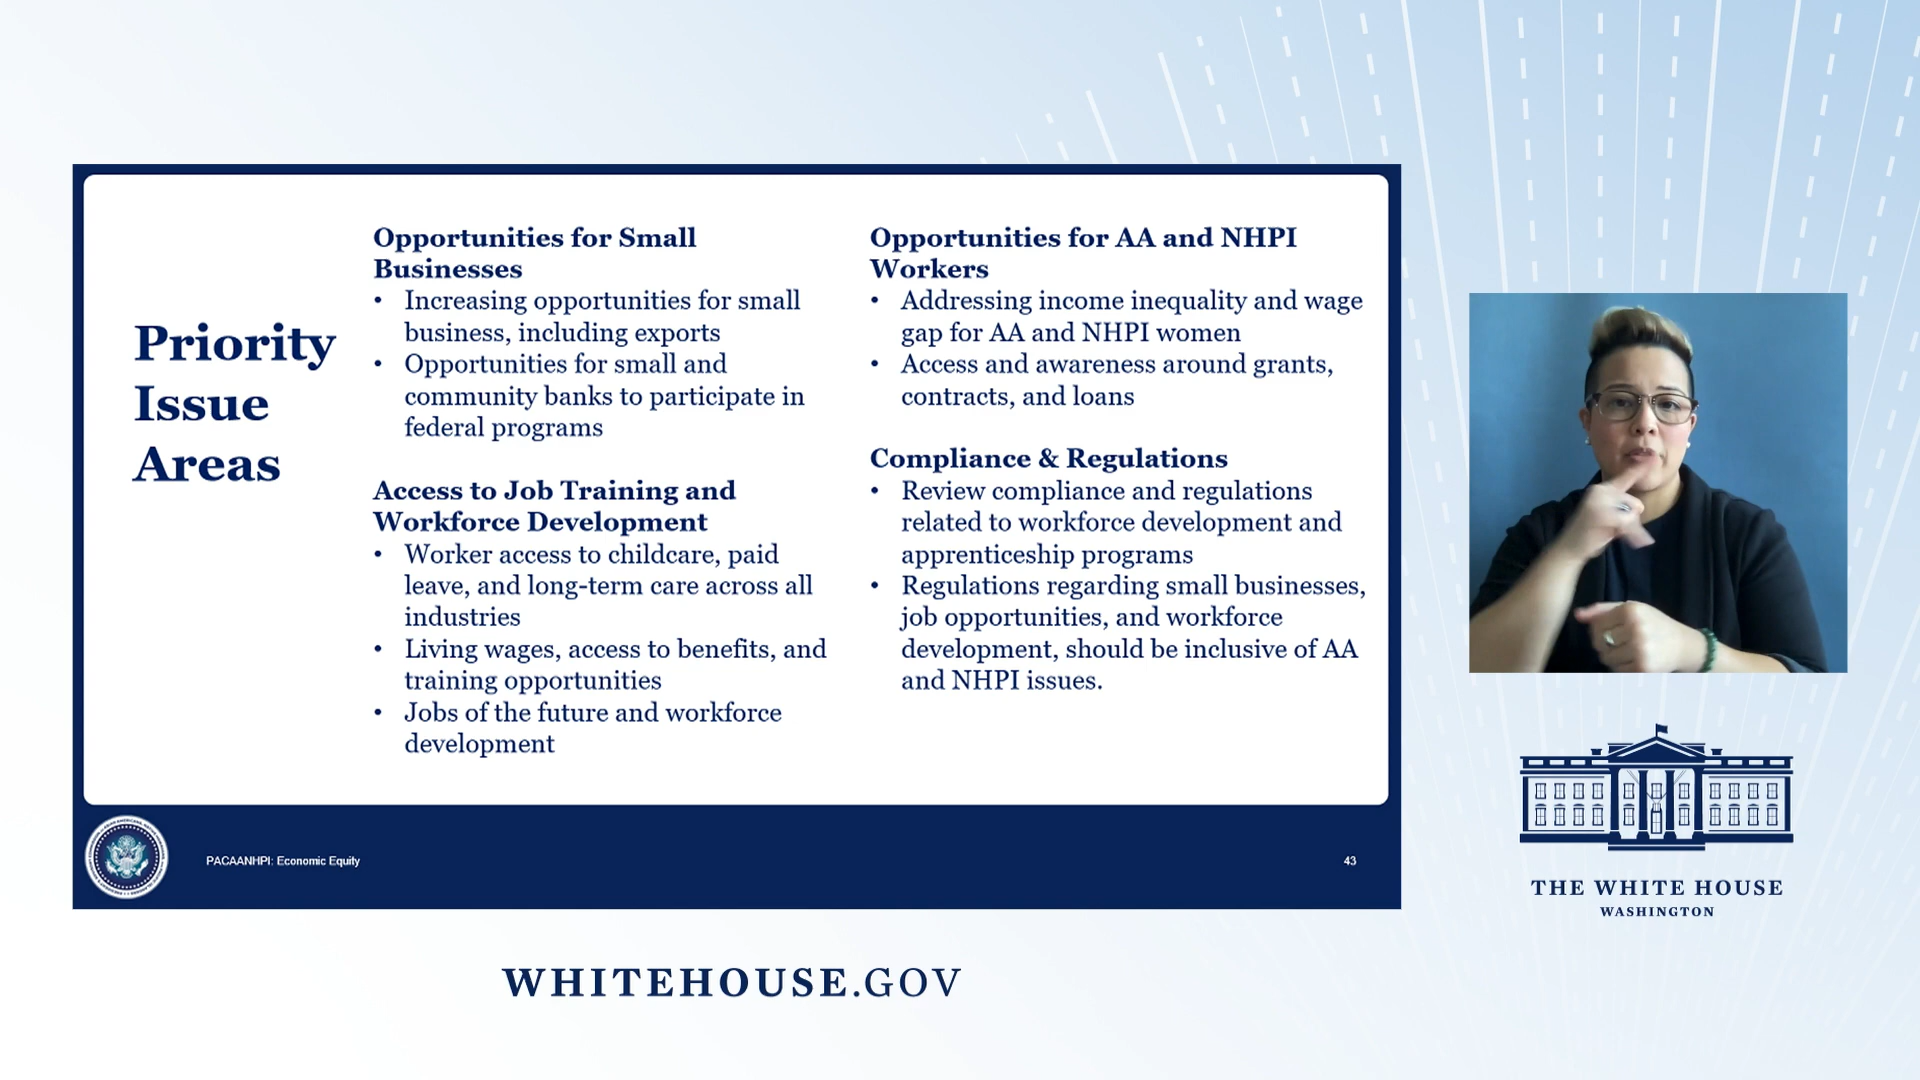 Priority
Issue
Areas
Opportunities for Small
Businesses
• Increasing opportunities for small
business, including exports
• Opportunities for small and
community banks to participate in
federal programs
Access to Job Training and
Workforce Development
• Worker access to childcare, paid
leave, and long-term care across all
industries
• Living wages, access to benefits, and
training opportunities
• Jobs of the future and workforce
development
Opportunities for AA and NHPI
Workers
• Addressing income inequality and wage
gap for AA and NHPI women
• Access and awareness around grants,
contracts, and loans
Compliance & Regulations
• Review compliance and regulations
related to workforce development and
apprenticeship programs
• Regulations regarding small businesses,
job opportunities, and workforce
development, should be inclusive of AA
and NHPI issues.
PACAANHPI: Economic Equity
43
THE WHITE HOUSE
WASHINGTON
WHITEHOUSE.GOV